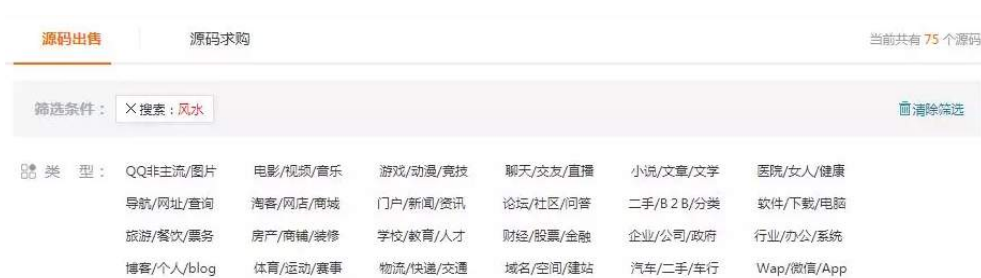 源码出售 源码求购 当前共有 75 个源码
筛选条件： ×搜索：风水 清除筛选
类 型： QQ非主流/图片 电影/视频/音乐 游戏/动漫/竞技 聊天/交友/直播 小说/文章/文学 医院/女人/健康
导航/网址/查询 淘客/网店/商城 门户/新闻/资讯 论坛/社区/问答 二手/B2B/分类 软件/下载/电脑
旅游/餐饮/票务 房产/商铺/装修 学校/教育/人才 财经/股票/金融 企业/公司/政府 行业/办公/系统
博客/个人/blog 体育/运动/赛事 物流/快递/交通 域名/空间/建站 汽车/二手/车行 Wap/微信/App